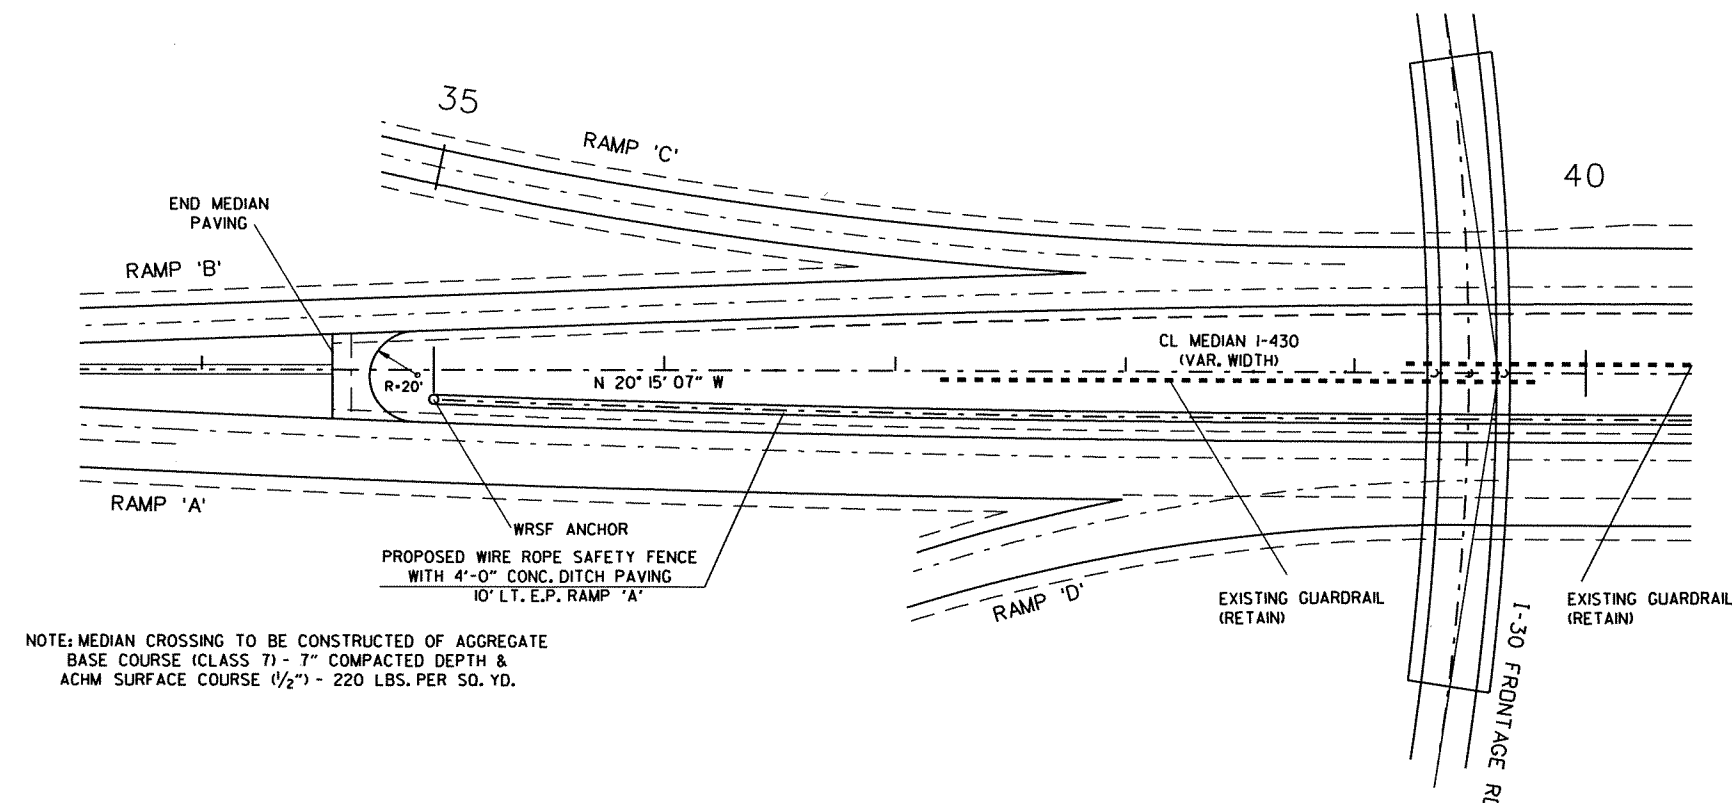 35
RAMP 'C'
40
END MEDIAN
PAVING
RAMP 'B'
CL MEDIAN I-430
(VAR. WIDTH)
R=20'
N 20° 15' 07" W
RAMP 'A'
WRSF ANCHOR
PROPOSED WIRE ROPE SAFETY FENCE
WITH 4'-0" CONC. DITCH PAVING
10' LT. E.P. RAMP 'A'
RAMP 'D'
EXISTING GUARDRAIL
(RETAIN)
EXISTING GUARDRAIL
(RETAIN)
I-30 FRONTAGE
NOTE: MEDIAN CROSSING TO BE CONSTRUCTED OF AGGREGATE
BASE COURSE (CLASS 7) - 7" COMPACTED DEPTH &
ACHM SURFACE COURSE (1/2") - 220 LBS. PER SQ. YD.